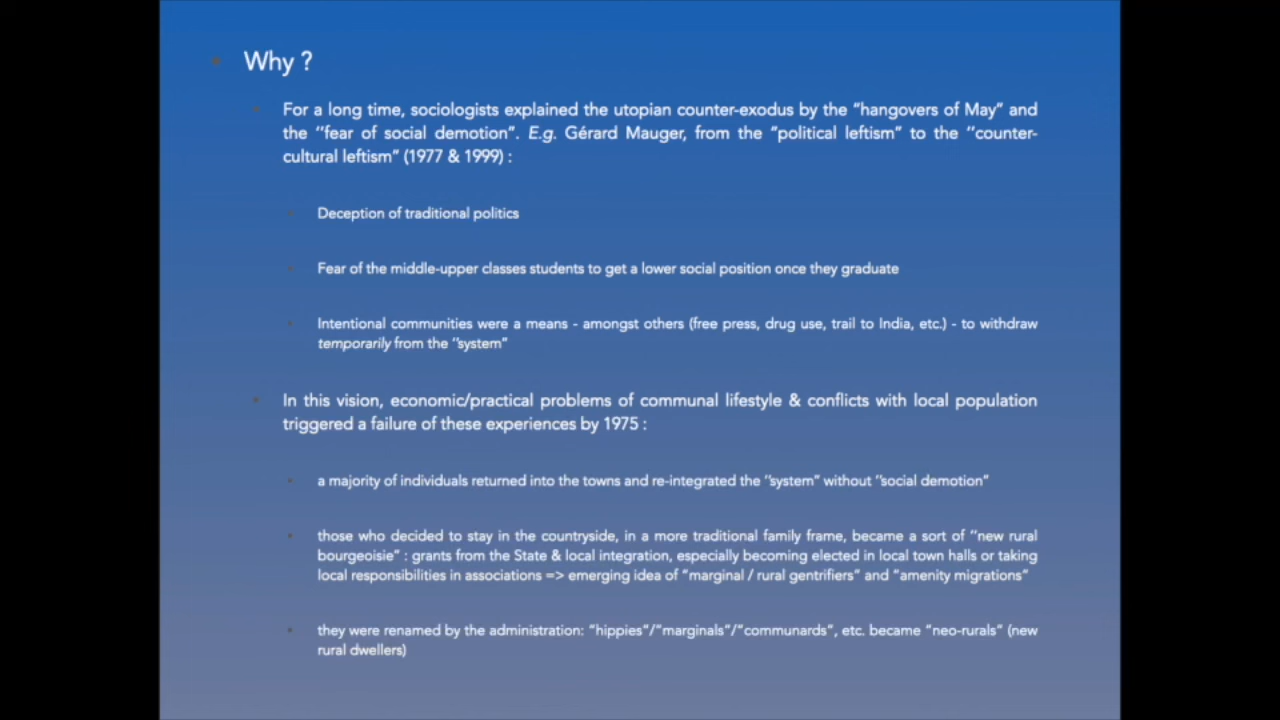 Why ?
For a long time, sociologists explained the utopian counter-exodus by the “hangovers of May” and
the ‘‘fear of social demotion”. E.g. Gérard Mauger, from the “political leftism” to the ‘‘counter-
cultural leftism” (1977 & 1999) :
Deception of traditional politics
Fear of the middle-upper classes students to get a lower social position once they graduate
Intentional communities were a means - amongst others (free press, drug use, trail to India, etc.) - to withdraw
temporarily from the ‘‘system”
In this vision, economic/practical problems of communal lifestyle & conflicts with local population
triggered a failure of these experiences by 1975 :
a majority of individuals returned into the towns and re-integrated the ‘‘system” without ‘‘social demotion”
those who decided to stay in the countryside, in a more traditional family frame, became a sort of ‘‘new rural
bourgeoisie” : grants from the State & local integration, especially becoming elected in local town halls or taking
local responsibilities in associations => emerging idea of “marginal / rural gentrifiers” and “amenity migrations”
they were renamed by the administration: “hippies”/“marginals”/“communards”, etc. became “neo-rurals” (new
rural dwellers)